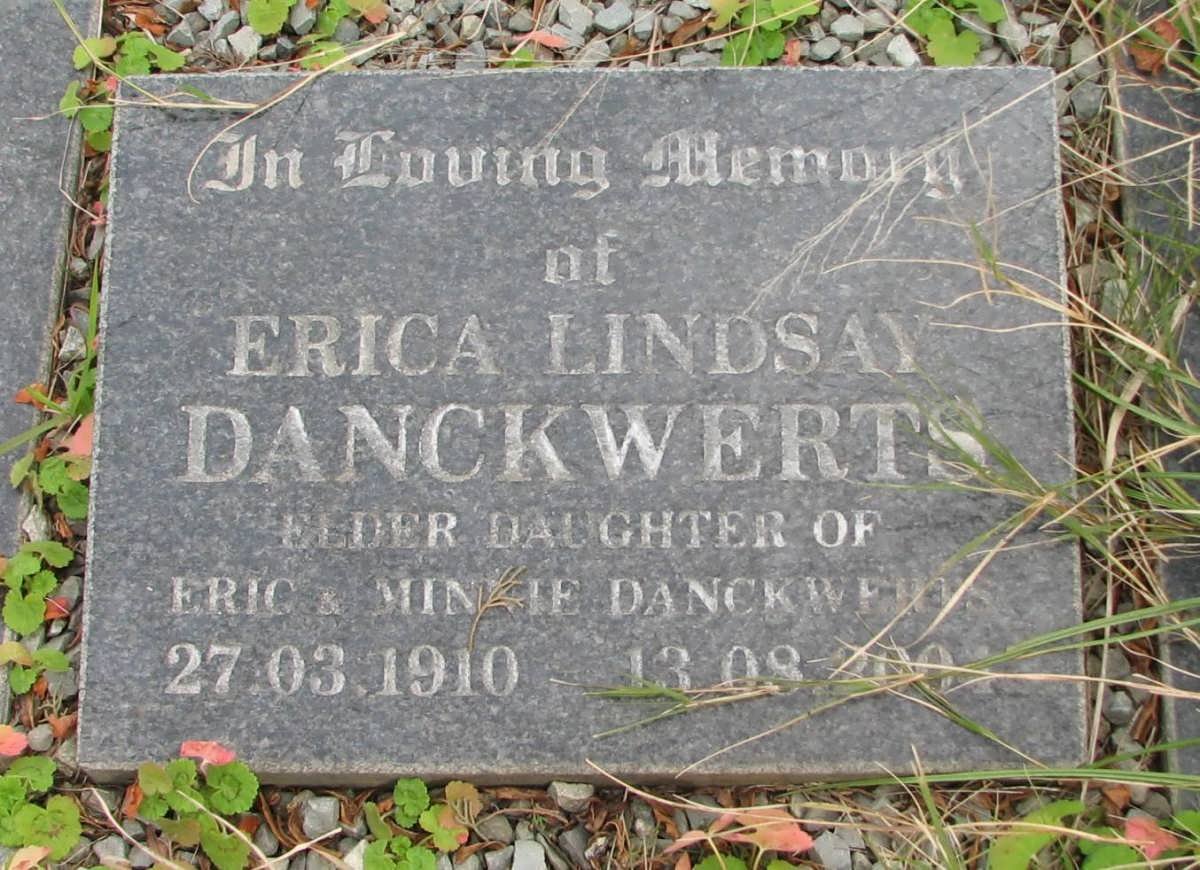 In Loving Memory
of
ERICA LINDSAY
DANCKWERTS
ELDER DAUGHTER OF
ERIC & MINNIE DANCKWERTS
27.03.1910 13.08.